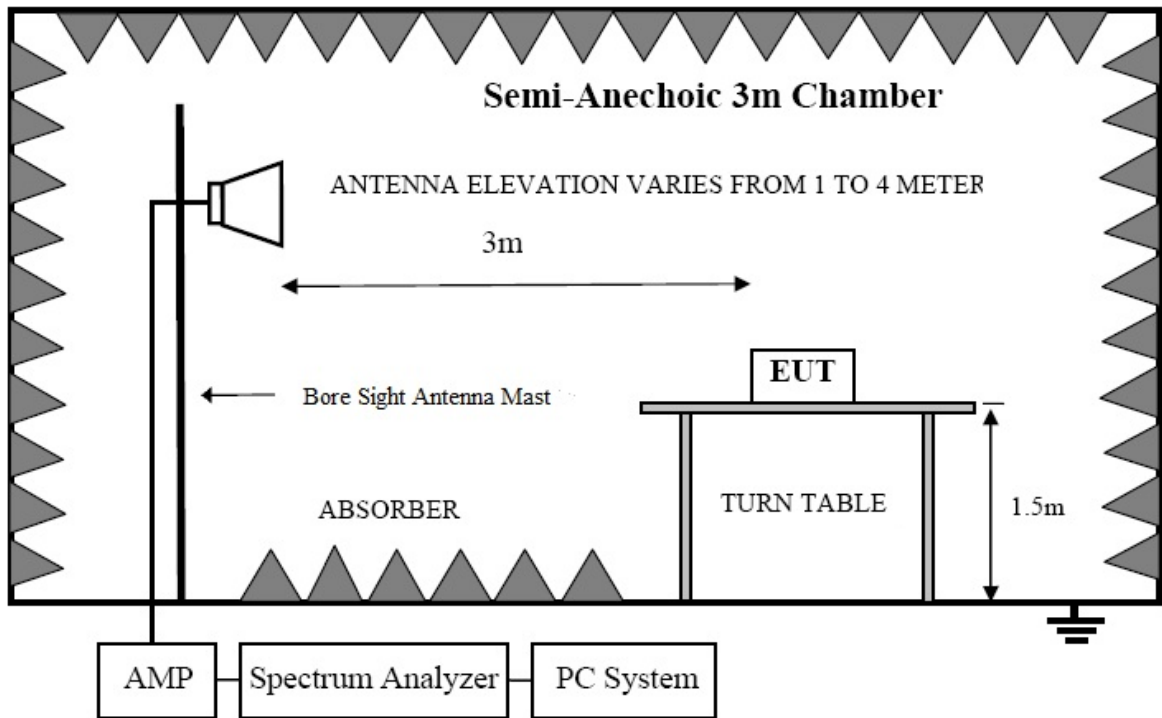 Semi-Anechoic 3m Chamber
ANTENNA ELEVATION VARIES FROM 1 TO 4 METER
3m
EUT
Bore Sight Antenna Mast
ABSORBER
TURN TABLE
1.5m
AMP
Spectrum Analyzer
PC System